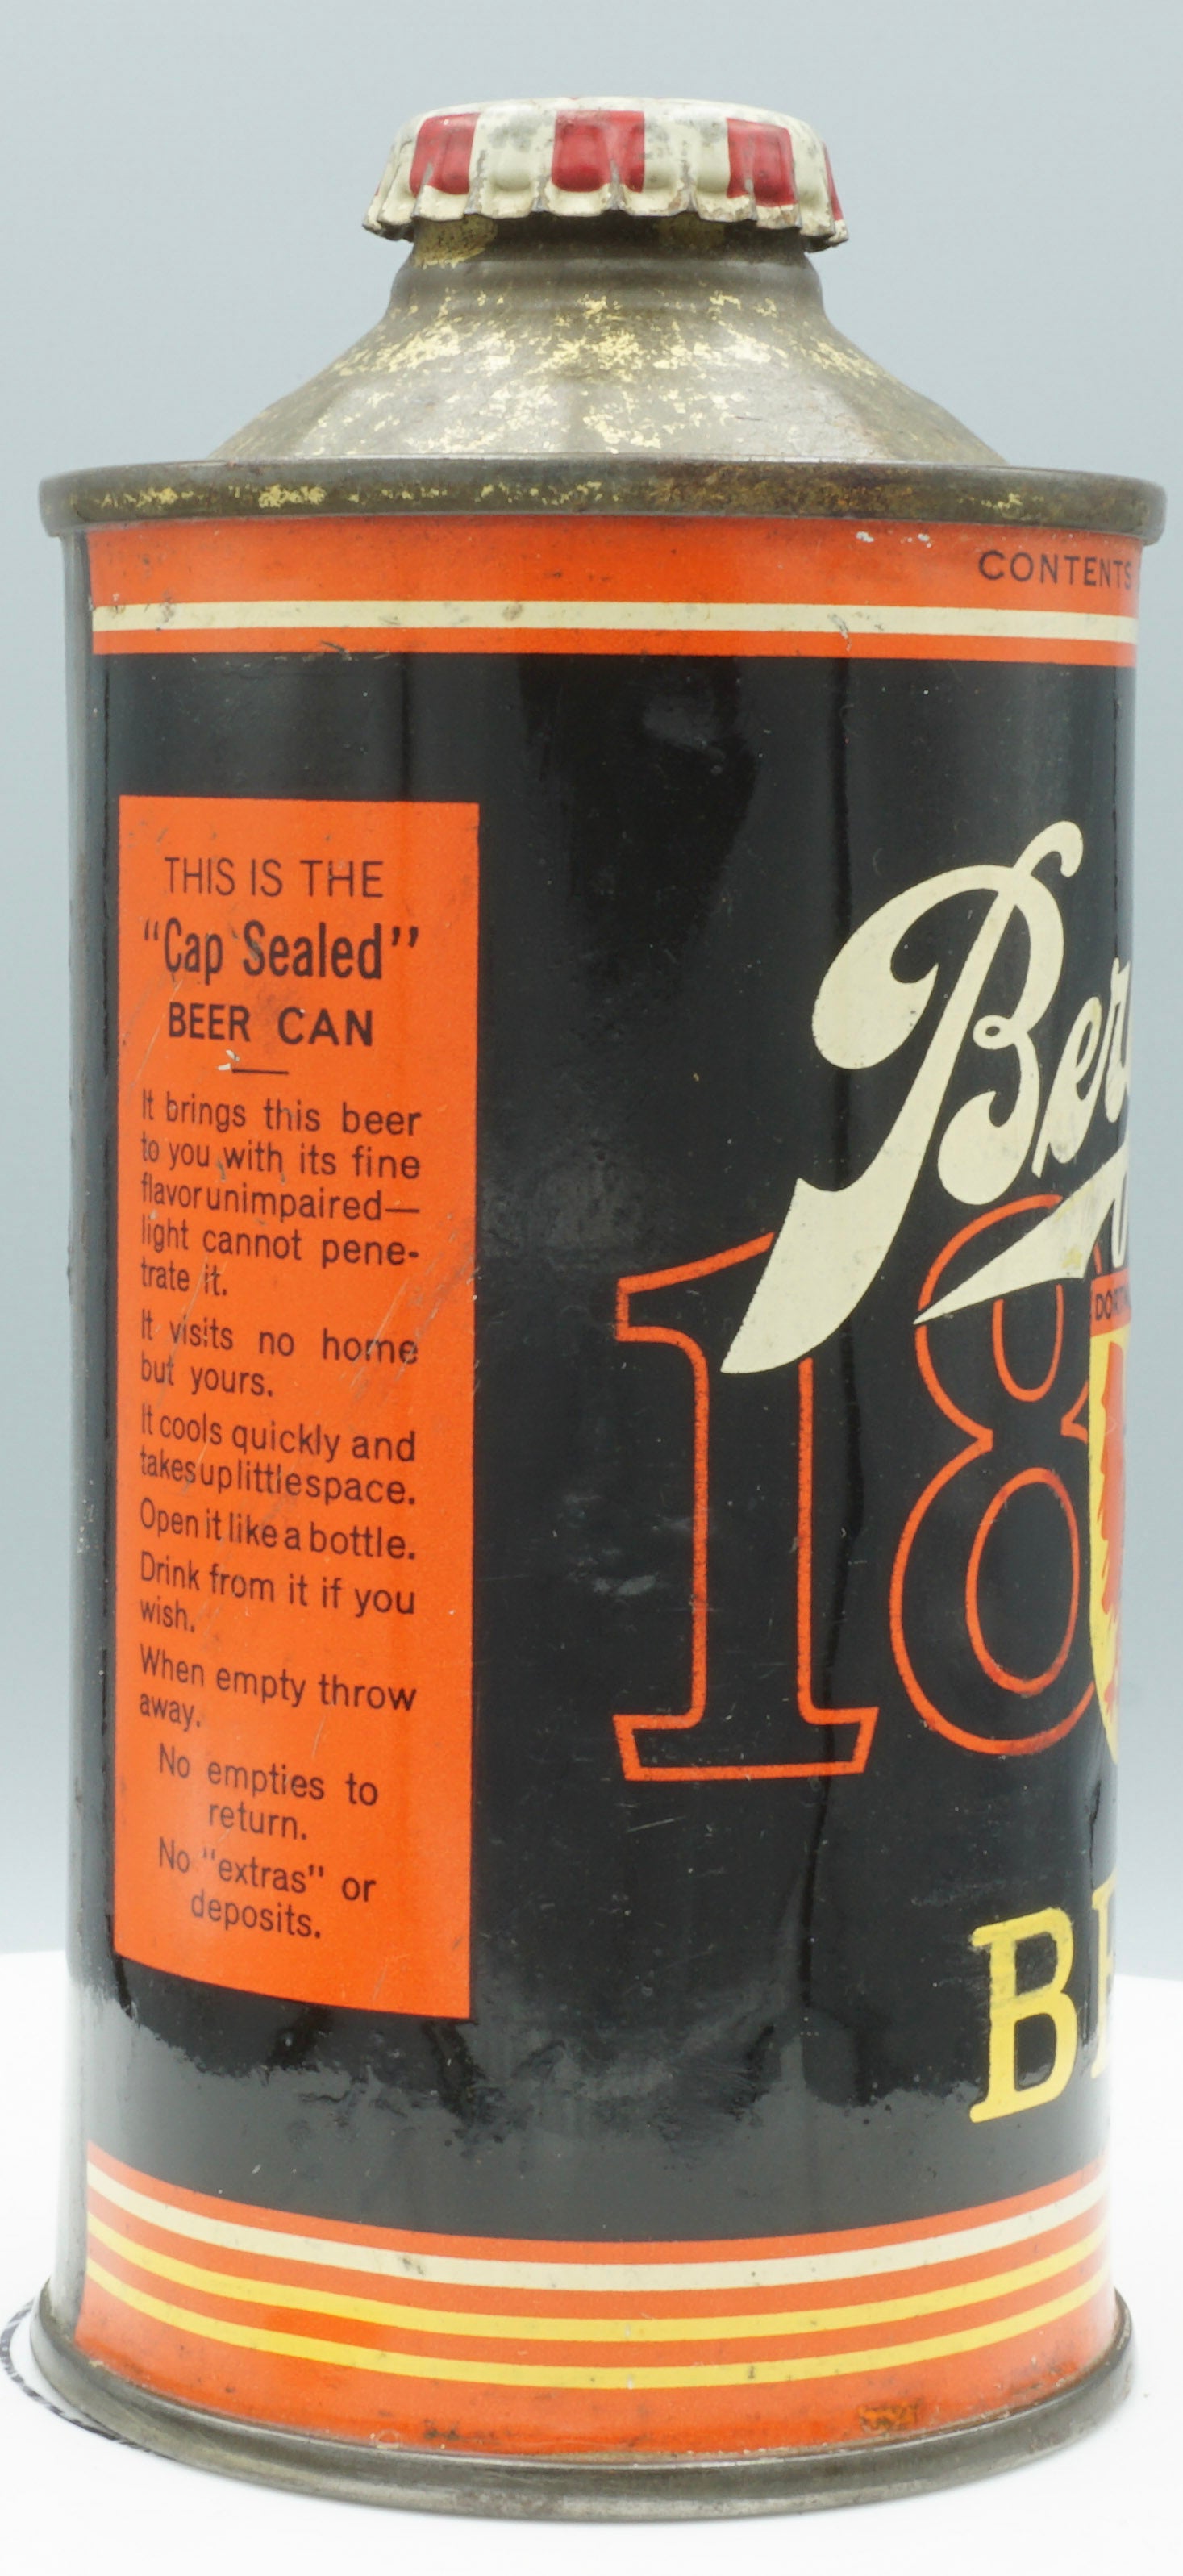 CONTENTS
THIS IS THE
"Cap Sealed"
BEER CAN
It brings this beer
to you with its fine
flavor unimpaired—
light cannot pene-
trate it.
It visits no home
but yours.
It cools quickly and
takes up little space.
Open it like a bottle.
Drink from it if you
wish.
When empty throw
away.
No empties to
return.
No "extras" or
deposits.
Ber
18
DORT
BE